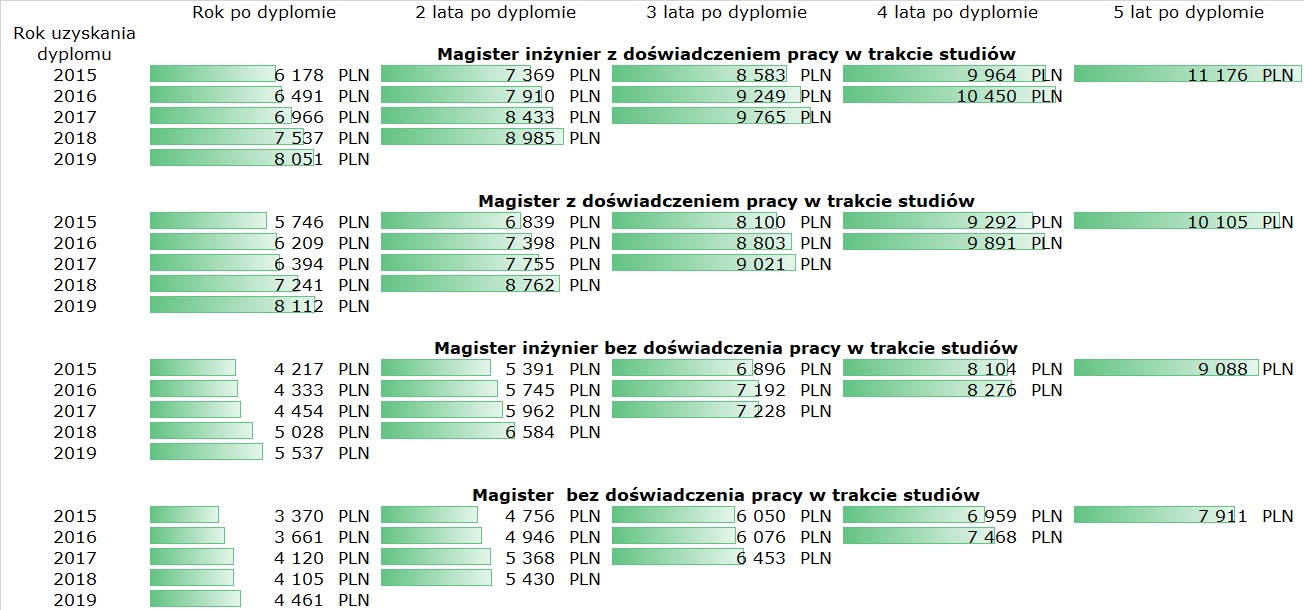 Rok po dyplomie 2 lata po dyplomie 3 lata po dyplomie 4 lata po dyplomie 5 lat po dyplomie
Rok uzyskania
dyplomu
Magister inżynier z doświadczeniem pracy w trakcie studiów
2015 6 178 PLN 7 369 PLN 8 583 PLN 9 964 PLN 11 176 PLN
2016 6 491 PLN 7 910 PLN 9 249 PLN 10 450 PLN
2017 6 966 PLN 8 433 PLN 9 765 PLN
2018 7 537 PLN 8 985 PLN
2019 8 051 PLN
Magister z doświadczeniem pracy w trakcie studiów
2015 5 746 PLN 6 839 PLN 8 100 PLN 9 292 PLN 10 105 PLN
2016 6 209 PLN 7 398 PLN 8 803 PLN 9 891 PLN
2017 6 394 PLN 7 755 PLN 9 021 PLN
2018 7 241 PLN 8 762 PLN
2019 8 112 PLN
Magister inżynier bez doświadczenia pracy w trakcie studiów
2015 4 217 PLN 5 391 PLN 6 896 PLN 8 104 PLN 9 088 PLN
2016 4 333 PLN 5 745 PLN 7 192 PLN 8 276 PLN
2017 4 454 PLN 5 962 PLN 7 228 PLN
2018 5 028 PLN 6 584 PLN
2019 5 537 PLN
Magister bez doświadczenia pracy w trakcie studiów
2015 3 370 PLN 4 756 PLN 6 050 PLN 6 959 PLN 7 911 PLN
2016 3 661 PLN 4 946 PLN 6 076 PLN 7 468 PLN
2017 4 120 PLN 5 368 PLN 6 453 PLN
2018 4 105 PLN 5 430 PLN
2019 4 461 PLN